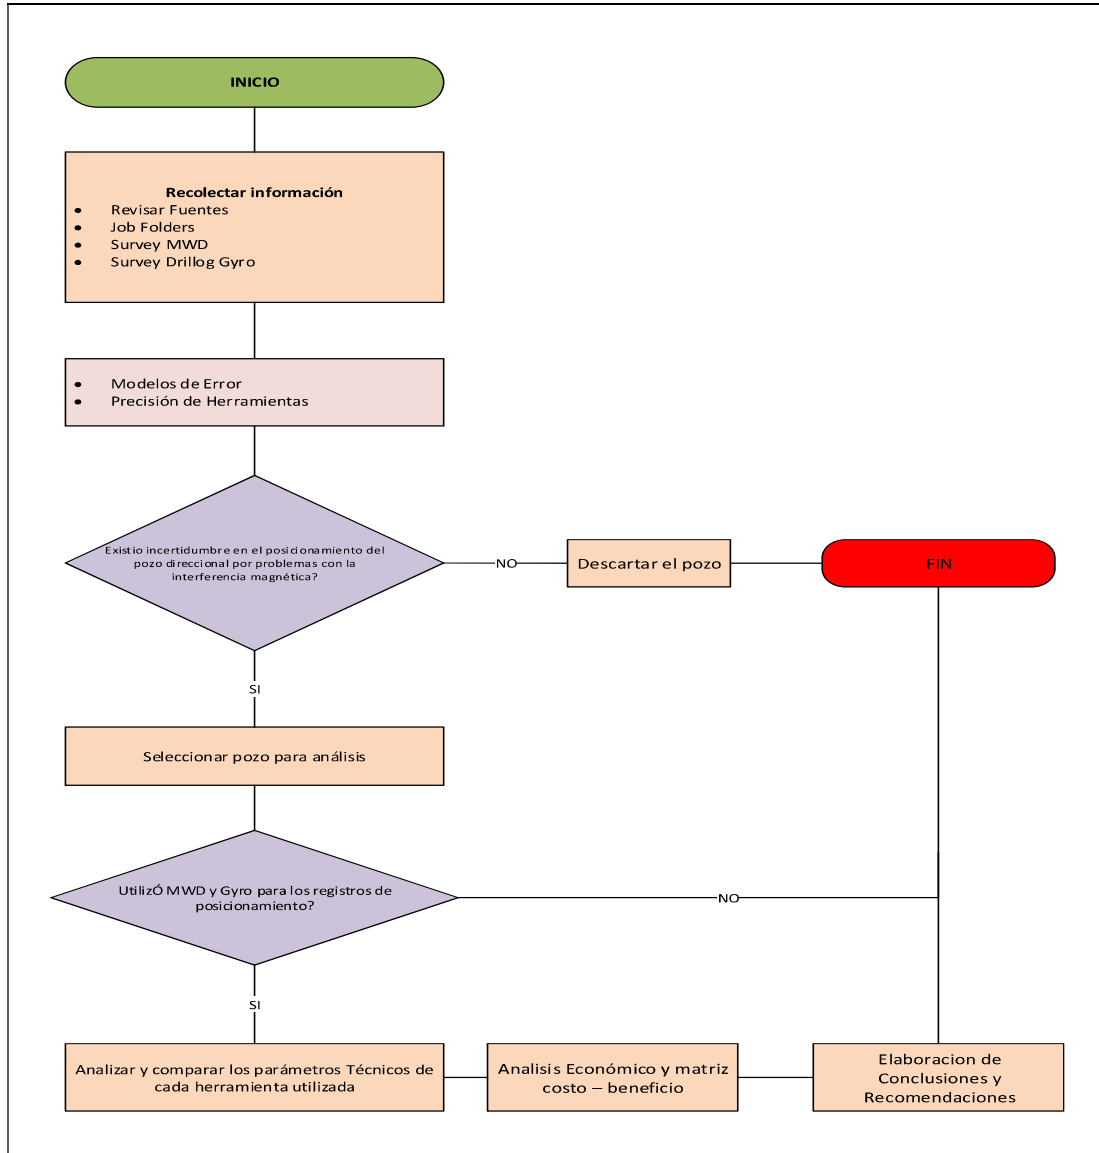 INICIO
Recolectar información
• Revisar Fuentes
• Job Folders
• Survey MWD
• Survey Drillog Gyro
• Modelos de Error
• Precisión de Herramientas
Existio incertidumbre en el posicionamiento del
pozo direccional por problemas con la
interferencia magnética?
NO
Descartar el pozo
FIN
SI
Seleccionar pozo para análisis
UtilizÓ MWD y Gyro para los registros de
posicionamiento?
NO
SI
Analizar y comparar los parámetros Técnicos de
cada herramienta utilizada
Analisis Económico y matriz
costo – beneficio
Elaboracion de
Conclusiones y
Recomendaciones